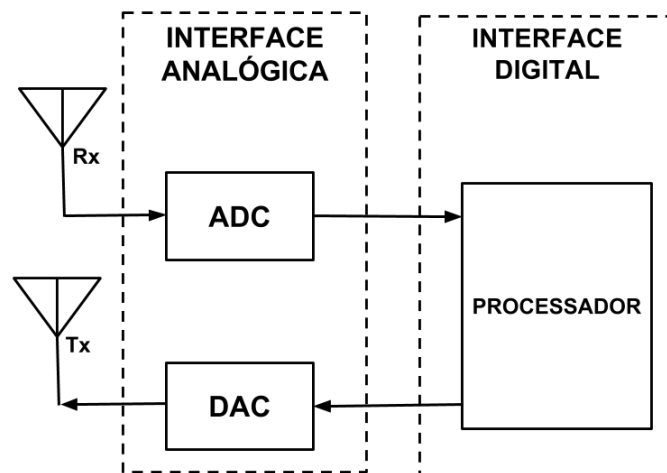 INTERFACE
ANALÓGICA
INTERFACE
DIGITAL
Rx
ADC
PROCESSADOR
Tx
DAC